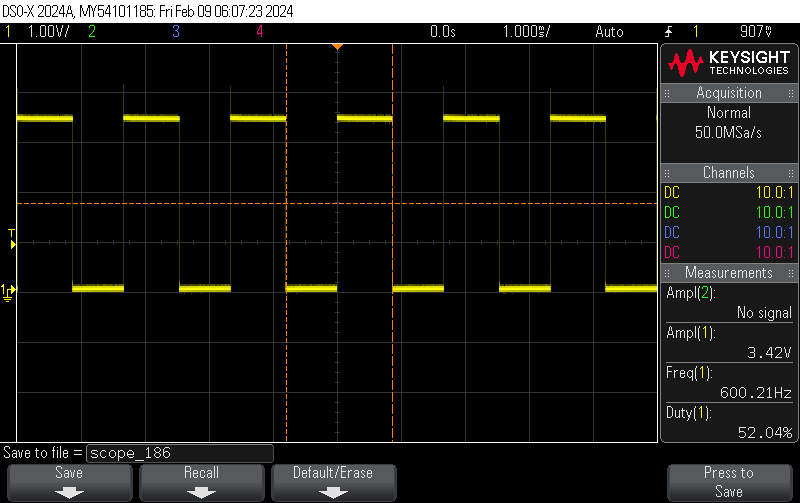 DSO-X 2024A, MY54101185: Fri Feb 09 06:07:23 2024
1 1.00V/ 2 3 4 0.0s 1.000ms/ Auto 1 907mV
KEYSIGHT
TECHNOLOGIES
Acquisition
Normal
50.0MSa/s
Channels
DC 10.0:1
DC 10.0:1
DC 10.0:1
DC 10.0:1
Measurements
Ampl(2):
No signal
Ampl(1):
3.42V
Freq(1):
600.21Hz
Duty(1):
52.04%
T
1
Save to file = scope_186
Save Recall Default/Erase Press to
Save